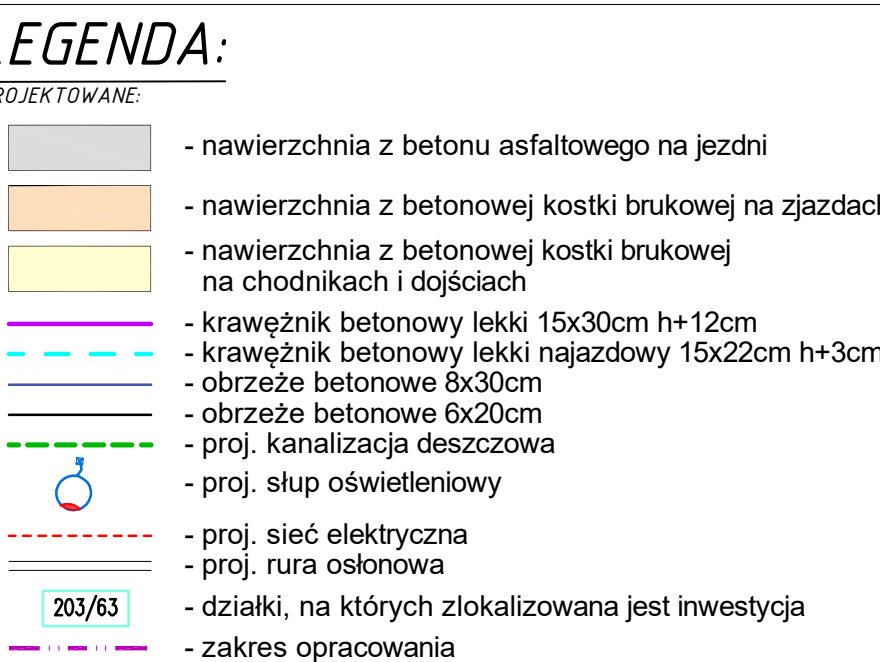 LEGENDA:
PROJEKTOWANE:
- nawierzchnia z betonu asfaltowego na jezdni
- nawierzchnia z betonowej kostki brukowej na zjazdach
- nawierzchnia z betonowej kostki brukowej
na chodnikach i dojściach
- krawężnik betonowy lekki 15x30cm h+12cm
- krawężnik betonowy lekki najazdowy 15x22cm h+3cm
- obrzeże betonowe 8x30cm
- obrzeże betonowe 6x20cm
- proj. kanalizacja deszczowa
- proj. słup oświetleniowy
- proj. sieć elektryczna
- proj. rura osłonowa
203/63 - działki, na których zlokalizowana jest inwestycja
- zakres opracowania